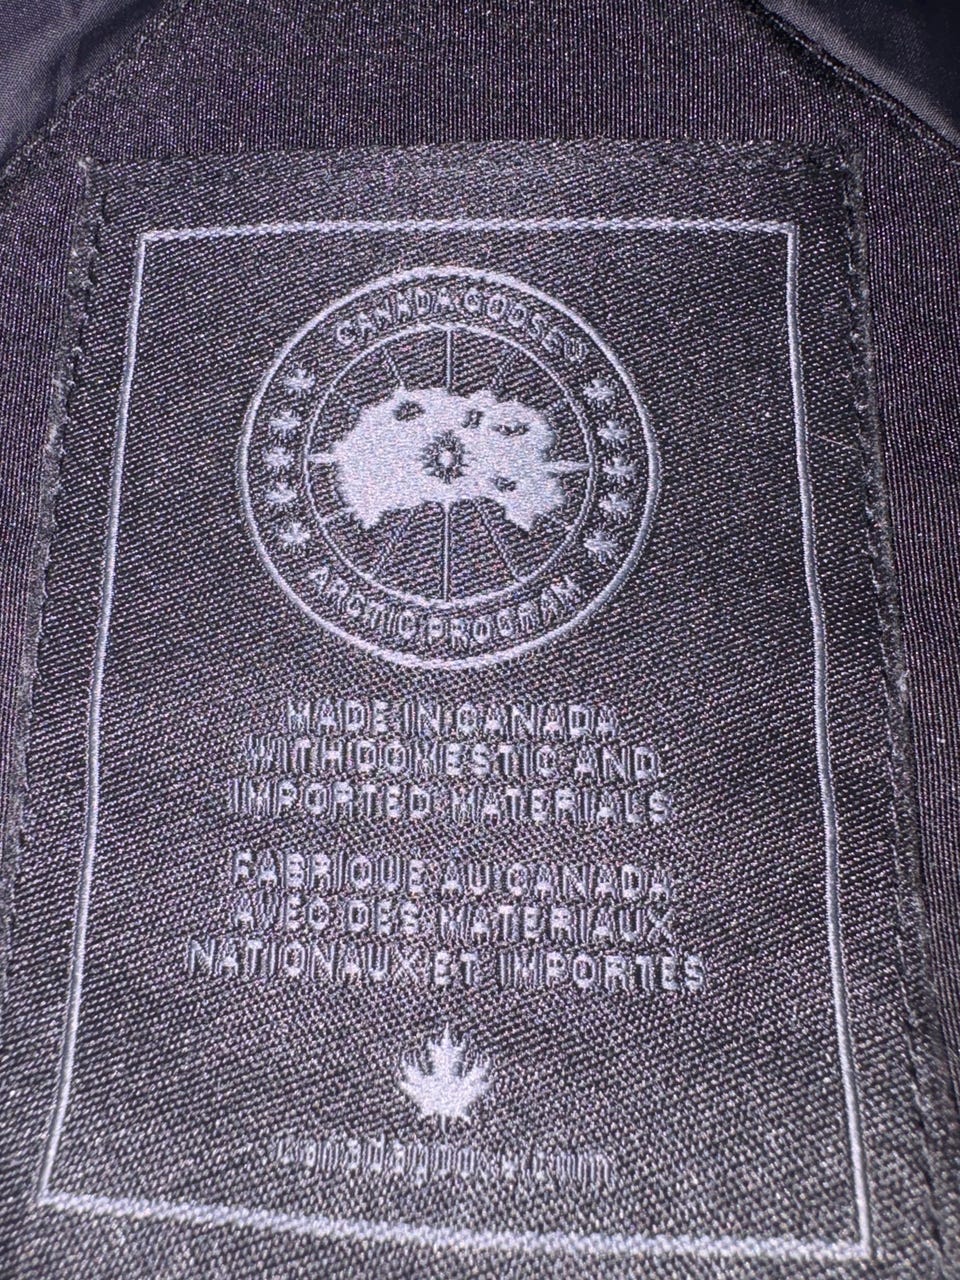 CANADA GOOSE®
ARCTIC PROGRAM
MADE IN CANADA
WITH DOMESTIC AND
IMPORTED MATERIALS
FABRIQUE AU CANADA
AVEC DES MATERIAUX
NATIONAUX ET IMPORTES